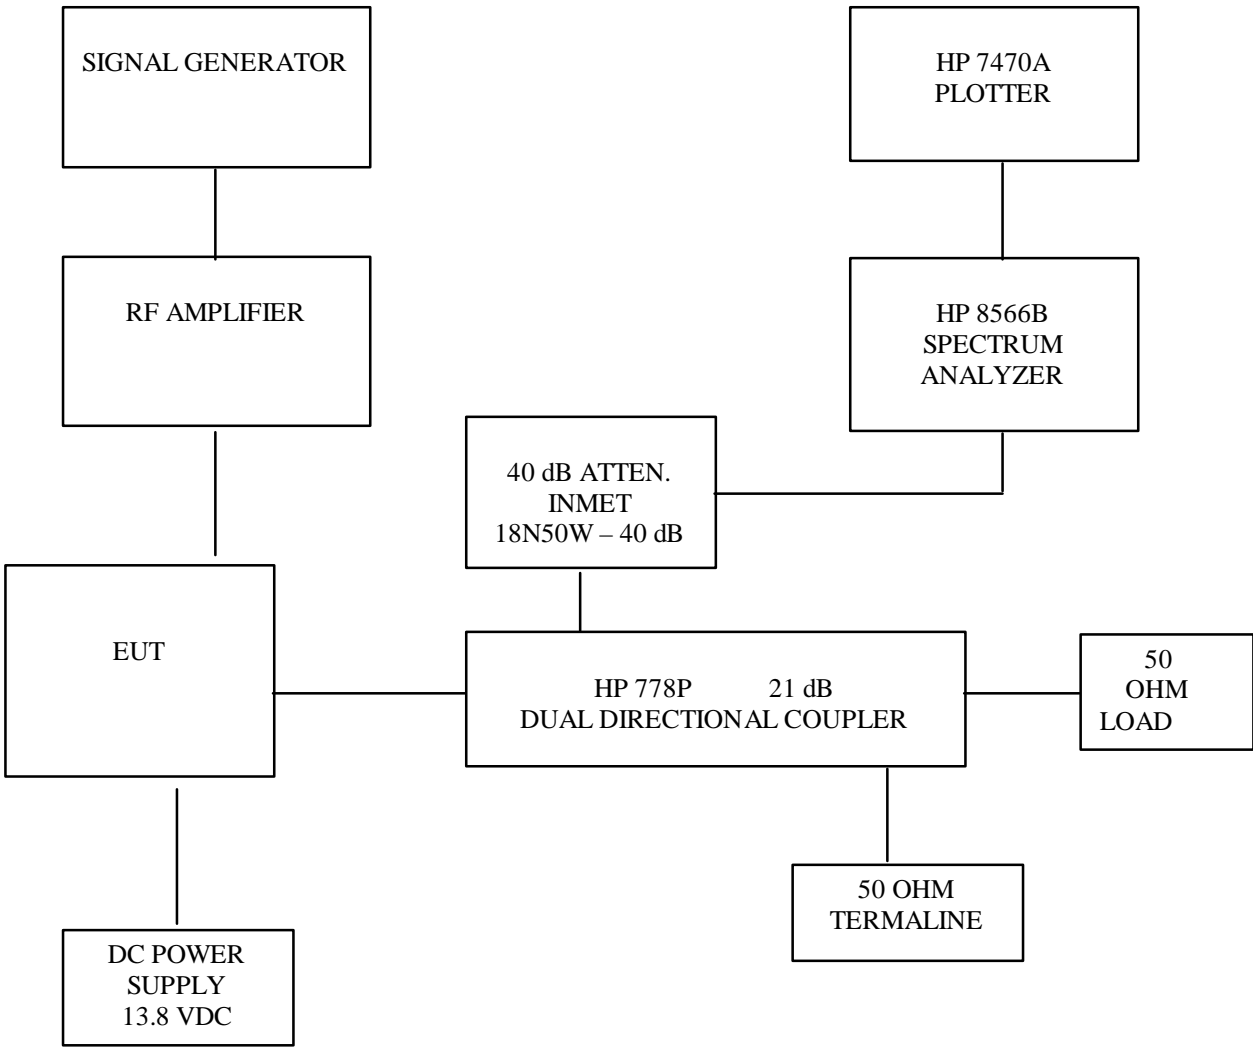 SIGNAL GENERATOR
HP 7470A
PLOTTER
RF AMPLIFIER
HP 8566B
SPECTRUM
ANALYZER
40 dB ATTEN.
INMET
18N50W – 40 dB
EUT
HP 778P 21 dB
DUAL DIRECTIONAL COUPLER
50
OHM
LOAD
50 OHM
TERMALINE
DC POWER
SUPPLY
13.8 VDC